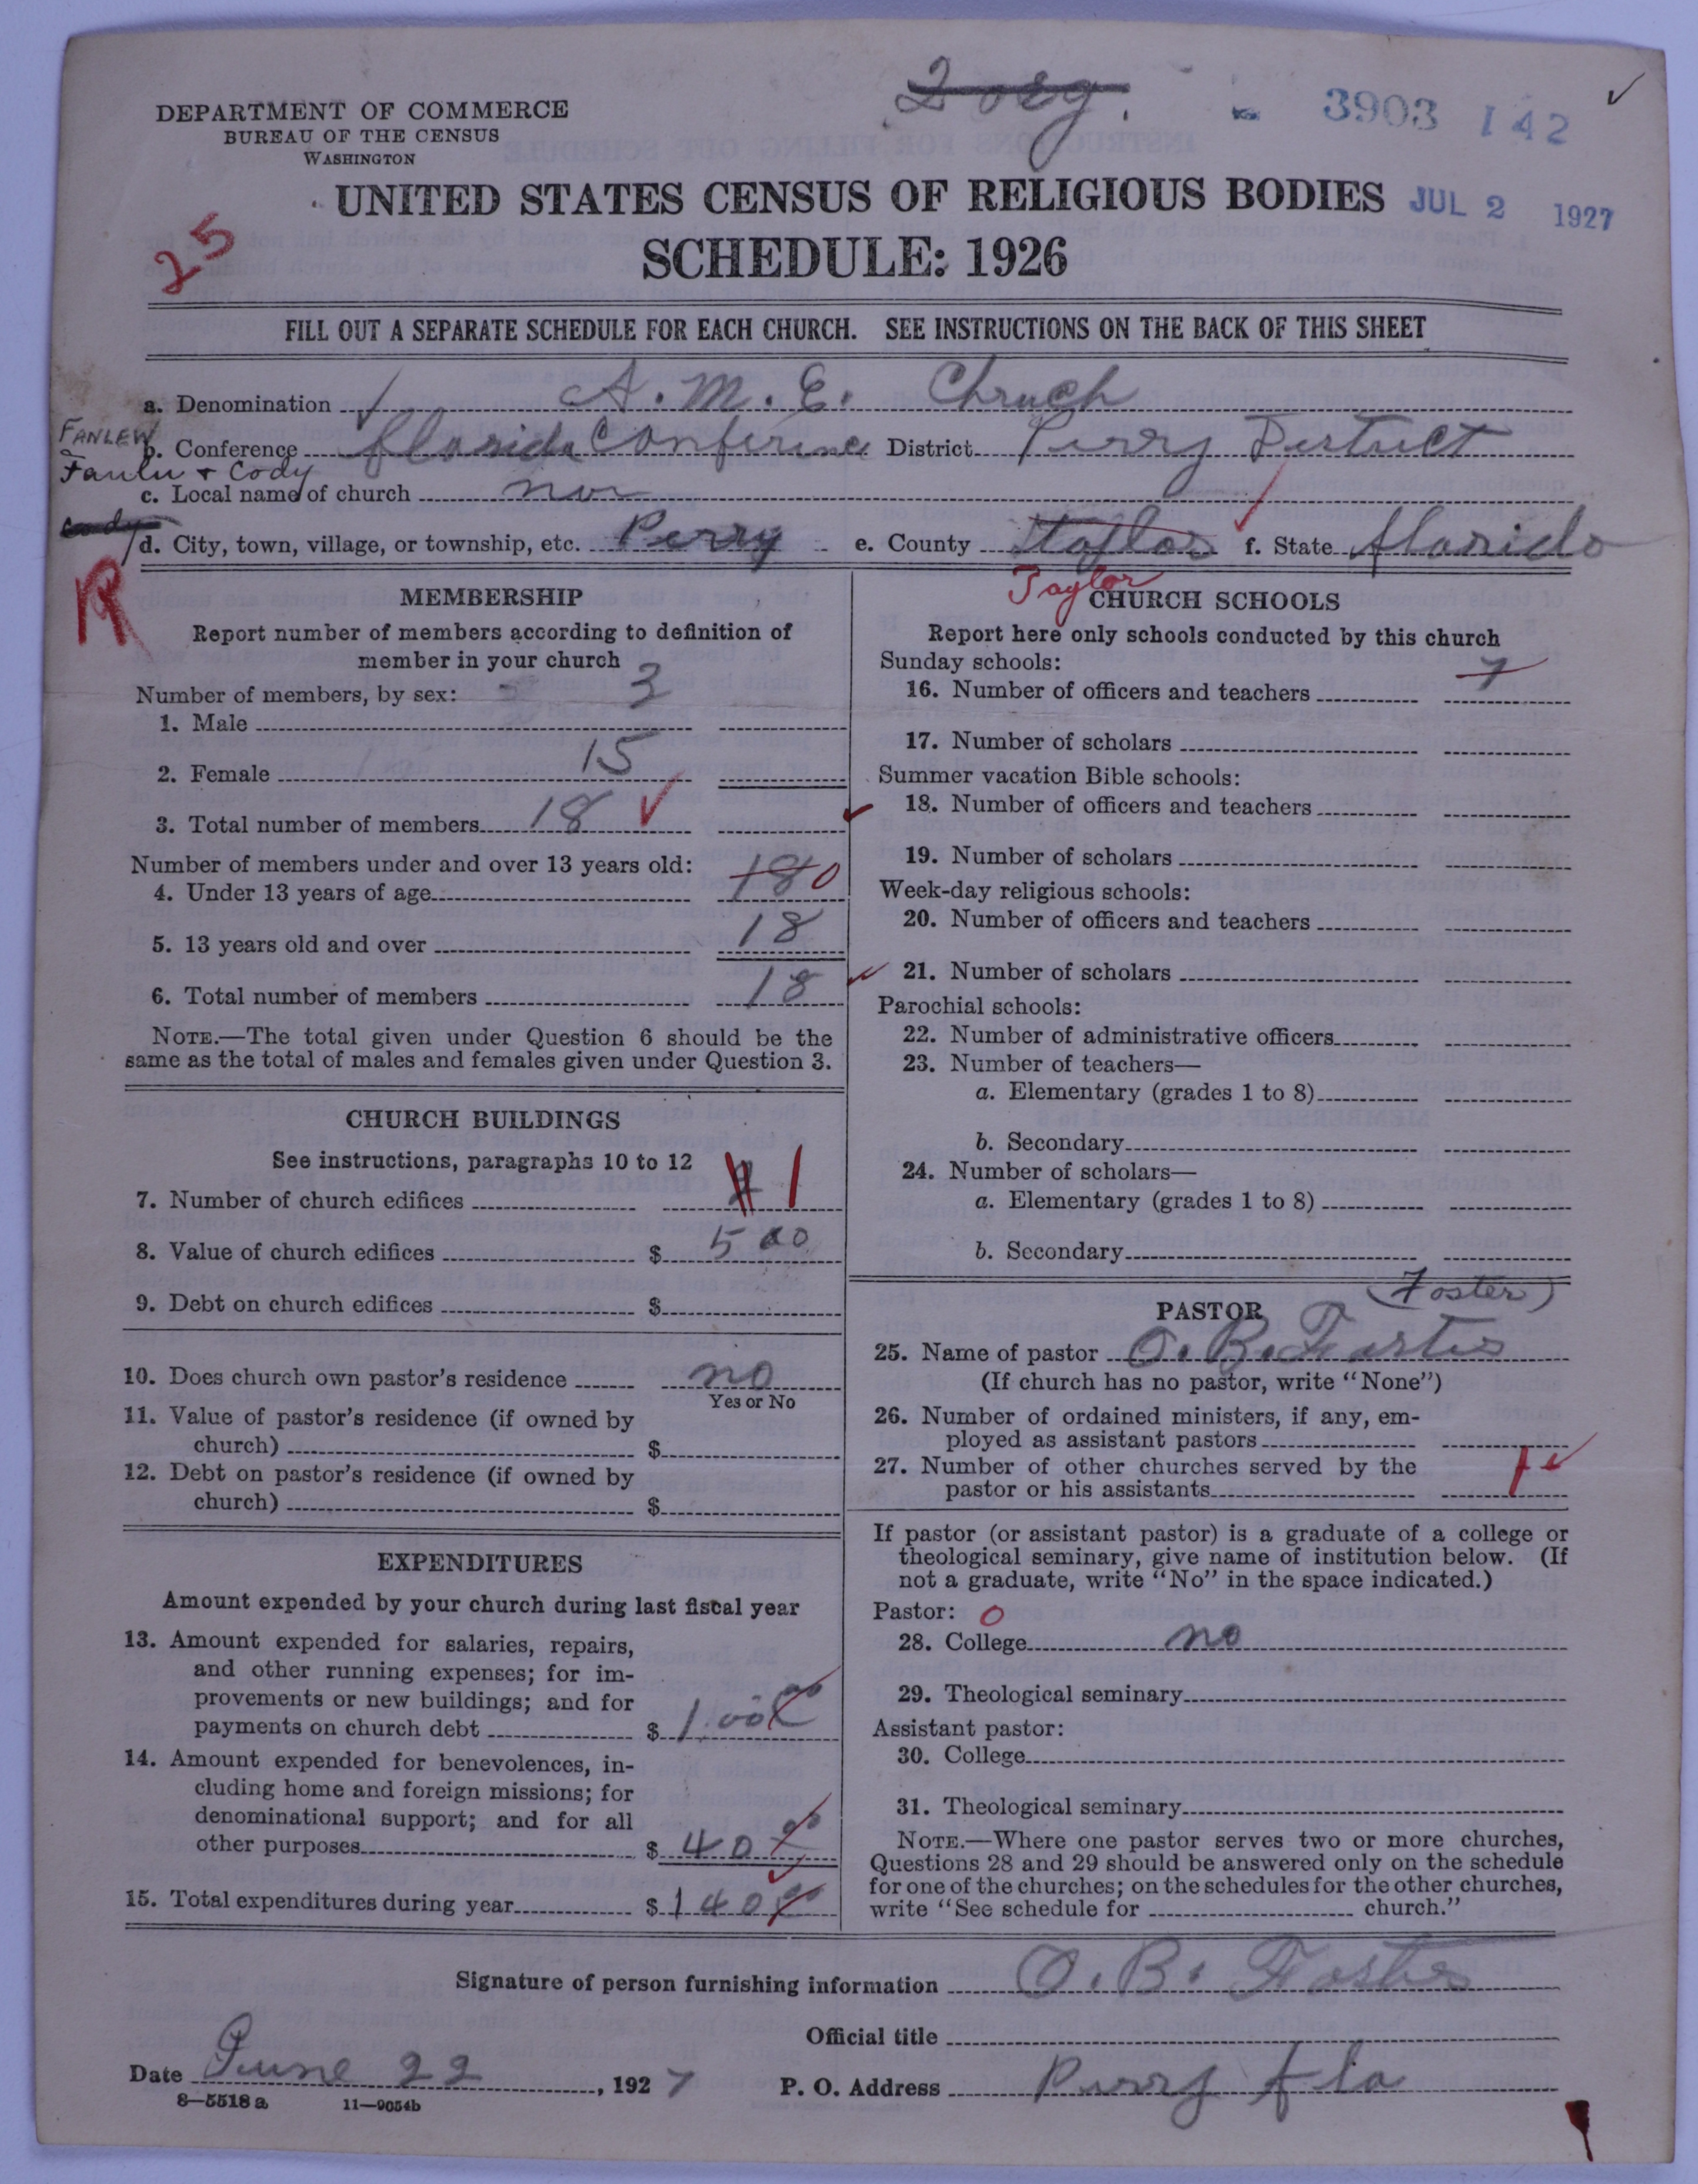 2 org.
3903 142
DEPARTMENT OF COMMERCE
BUREAU OF THE CENSUS
WASHINGTON
UNITED STATES CENSUS OF RELIGIOUS BODIES
JUL 2 1927
SCHEDULE: 1926
25
FILL OUT A SEPARATE SCHEDULE FOR EACH CHURCH. SEE INSTRUCTIONS ON THE BACK OF THIS SHEET
a. Denomination A. M. E. Chruch
FANLEW
b. Conference Florida Conference District Perry District
Fanlu + Cody
c. Local name of church
Cody
d. City, town, village, or township, etc. Perry e. County Staflor f. State Florida
Taylor
R
MEMBERSHIP
Report number of members according to definition of
member in your church
Number of members, by sex:
1. Male 3
2. Female 15
3. Total number of members 18
Number of members under and over 13 years old:
4. Under 13 years of age 18 0
5. 13 years old and over 18
6. Total number of members 18
NOTE.—The total given under Question 6 should be the
same as the total of males and females given under Question 3.
CHURCH BUILDINGS
See instructions, paragraphs 10 to 12
7. Number of church edifices 1
8. Value of church edifices $ 500
9. Debt on church edifices $
10. Does church own pastor's residence no
Yes or No
11. Value of pastor's residence (if owned by
church) $
12. Debt on pastor's residence (if owned by
church) $
EXPENDITURES
Amount expended by your church during last fiscal year
13. Amount expended for salaries, repairs,
and other running expenses; for im-
provements or new buildings; and for
payments on church debt $ 1.00
14. Amount expended for benevolences, in-
cluding home and foreign missions; for
denominational support; and for all
other purposes $ 40 00
15. Total expenditures during year $ 140 00
CHURCH SCHOOLS
Report here only schools conducted by this church
Sunday schools:
16. Number of officers and teachers 7
17. Number of scholars
Summer vacation Bible schools:
18. Number of officers and teachers
19. Number of scholars
Week-day religious schools:
20. Number of officers and teachers
21. Number of scholars
Parochial schools:
22. Number of administrative officers
23. Number of teachers—
a. Elementary (grades 1 to 8)
b. Secondary
24. Number of scholars—
a. Elementary (grades 1 to 8)
b. Secondary
(Foster)
PASTOR
25. Name of pastor O. B. Foster
(If church has no pastor, write "None")
26. Number of ordained ministers, if any, em-
ployed as assistant pastors
27. Number of other churches served by the
pastor or his assistants 1
If pastor (or assistant pastor) is a graduate of a college or
theological seminary, give name of institution below. (If
not a graduate, write "No" in the space indicated.)
Pastor: 0
28. College no
29. Theological seminary
Assistant pastor:
30. College
31. Theological seminary
NOTE.—Where one pastor serves two or more churches,
Questions 28 and 29 should be answered only on the schedule
for one of the churches; on the schedules for the other churches,
write "See schedule for church."
Signature of person furnishing information O. B. Foster
Official title
Date June 22, 1927 P. O. Address Perry Fla
8—5518 a 11—9054b